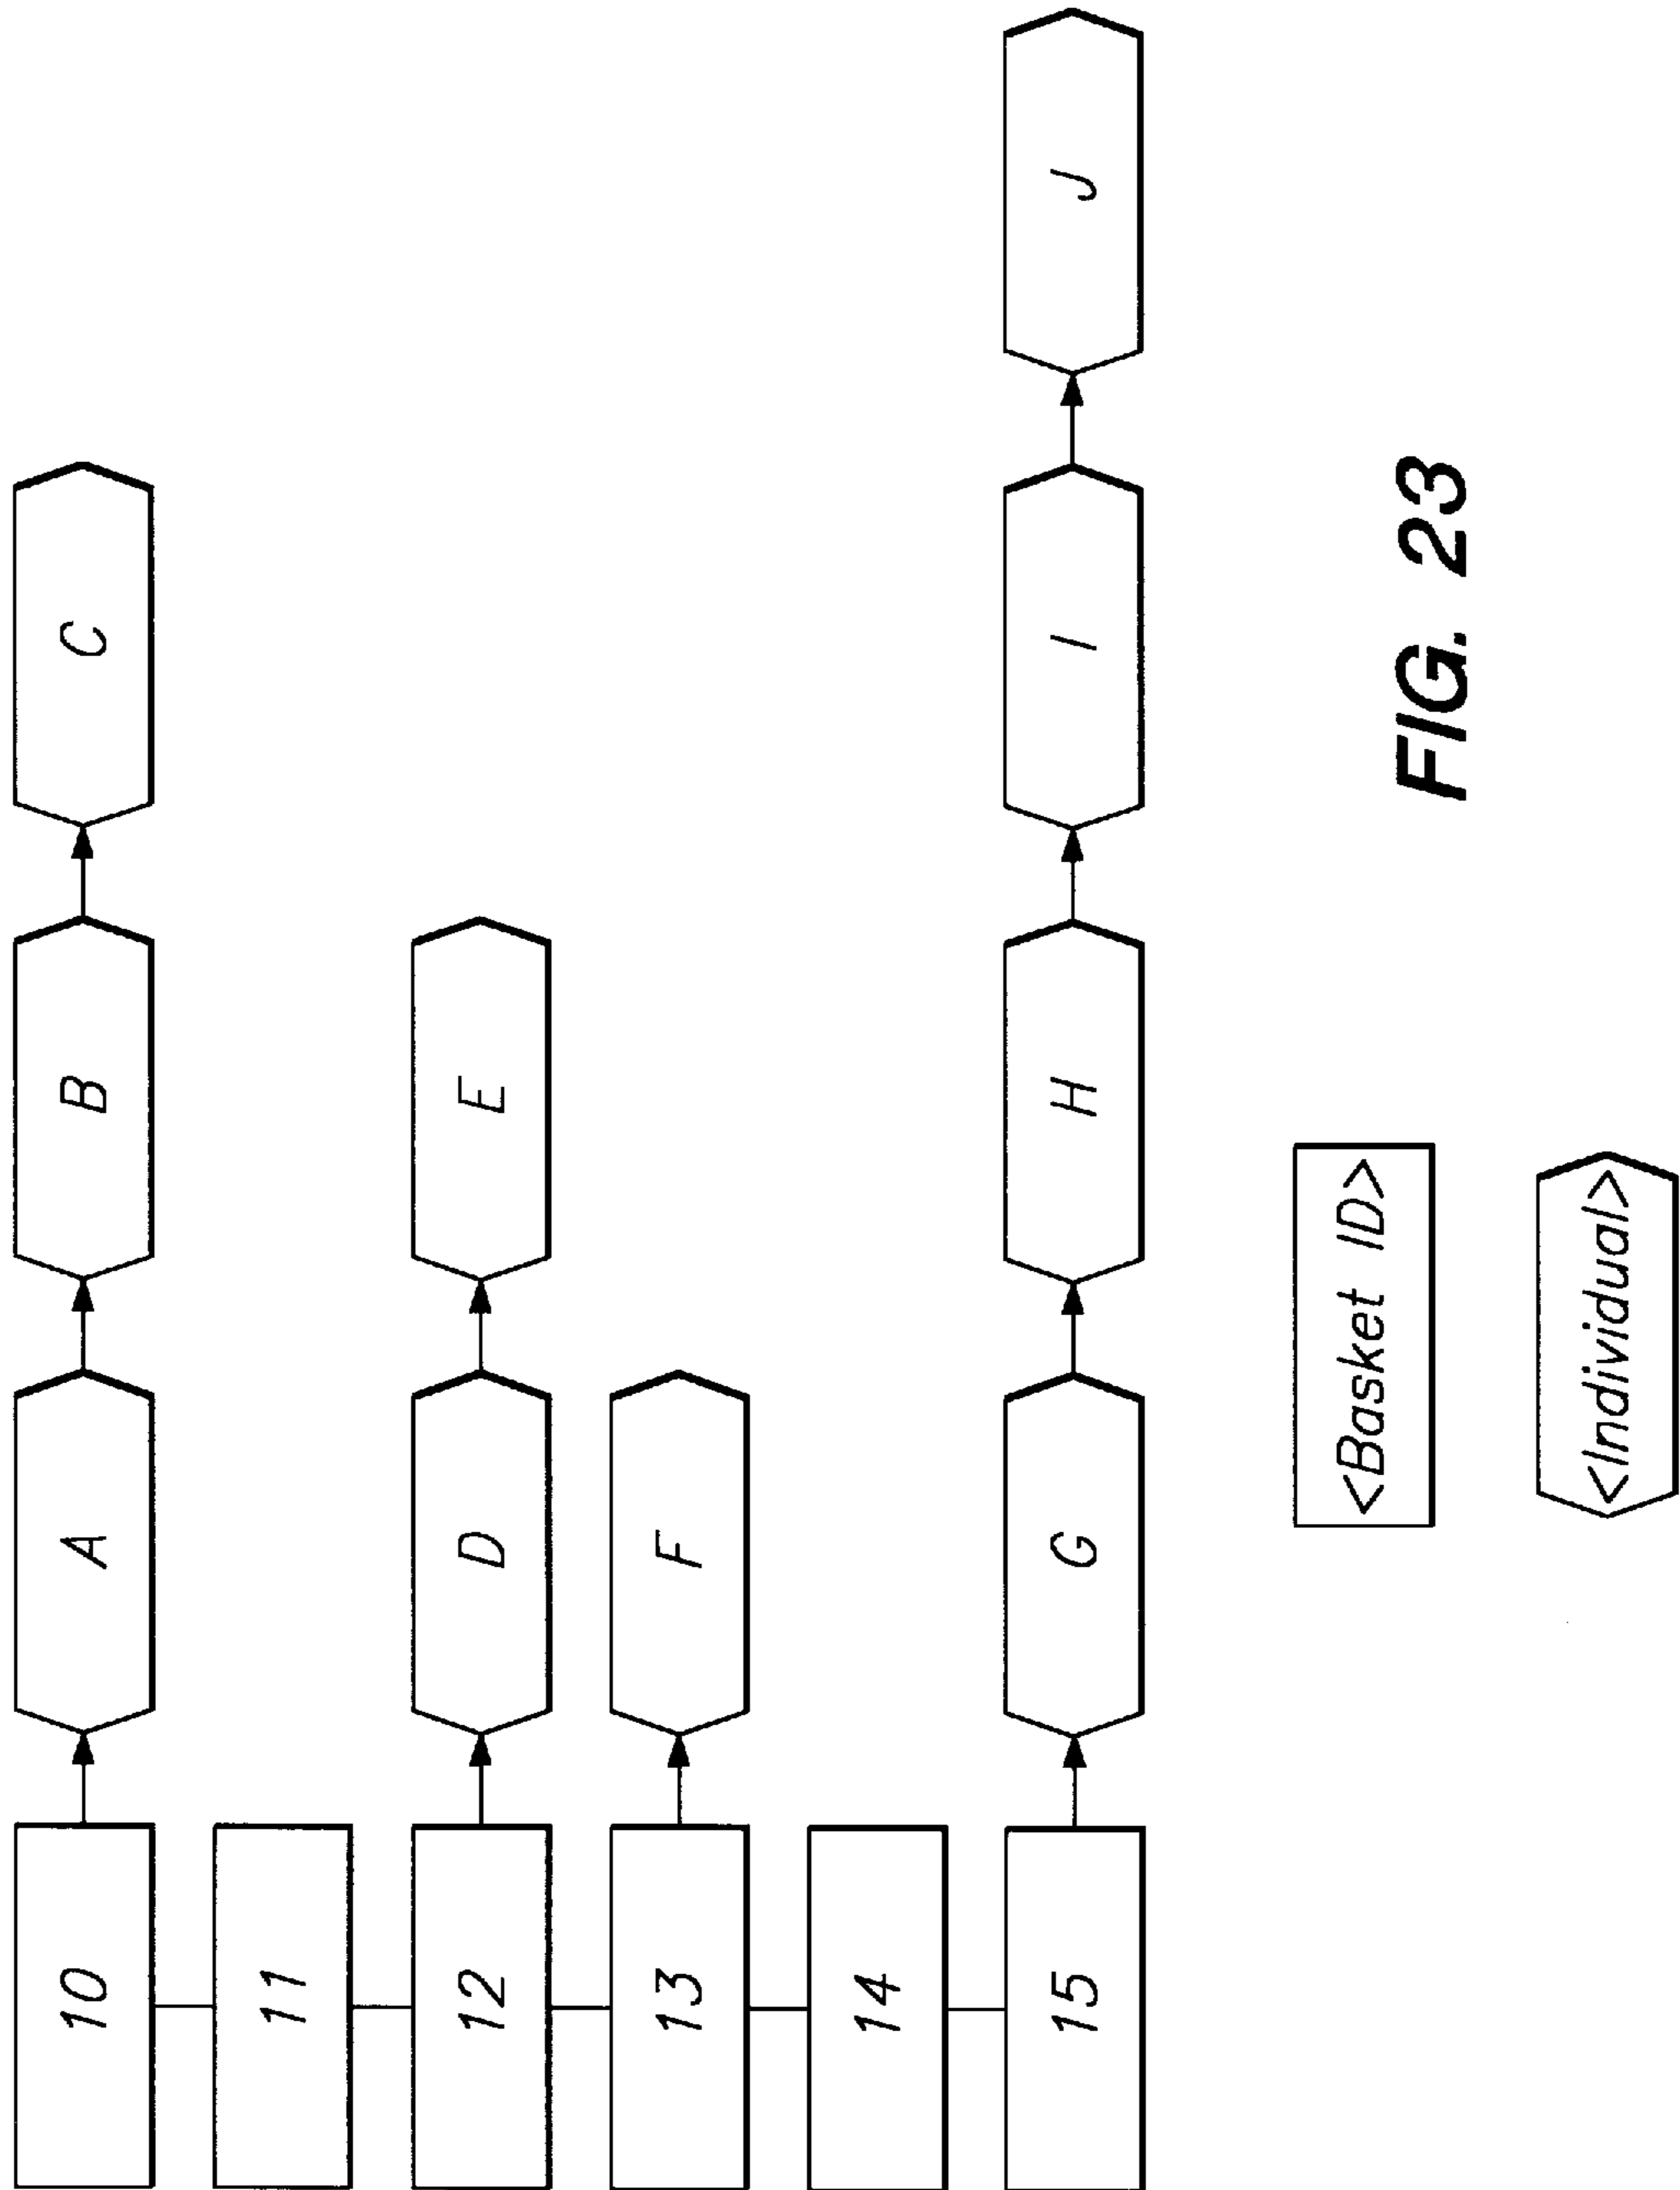 10
A
B
C
11
12
D
E
13
F
14
15
G
H
I
J
<Basket ID>
<Individual>
FIG. 23